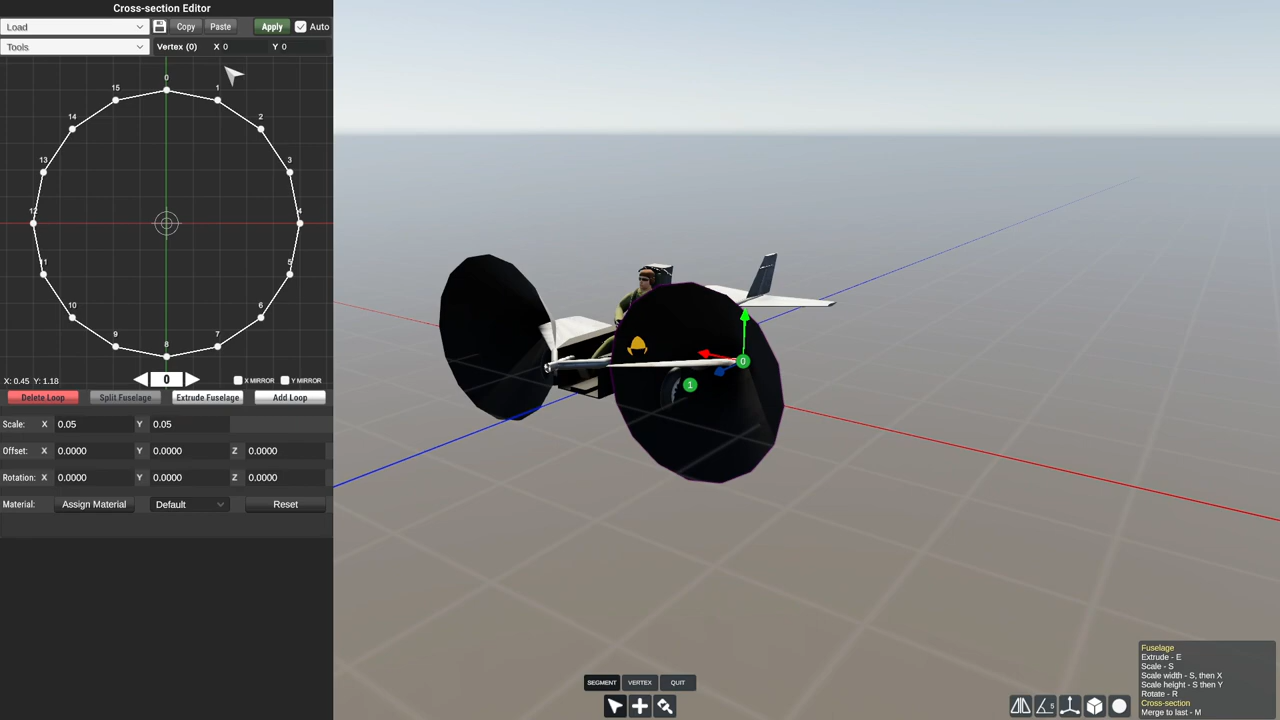 Cross-section Editor
Load Copy Paste Apply Auto
Tools Vertex (0) X 0 Y 0
0
15 1
14 2
13 3
12 4
11 5
10 6
9 7
8
X: 0.45 Y: 1.18 0 X MIRROR Y MIRROR
Delete Loop Split Fuselage Extrude Fuselage Add Loop
Scale: X 0.05 Y 0.05
Offset: X 0.0000 Y 0.0000 Z 0.0000
Rotation: X 0.0000 Y 0.0000 Z 0.0000
Material: Assign Material Default Reset
0
1
SEGMENT VERTEX QUIT
5
Fuselage
Extrude - E
Scale - S
Scale width - S, then X
Scale height - S then Y
Rotate - R
Cross-section
Merge to last - M